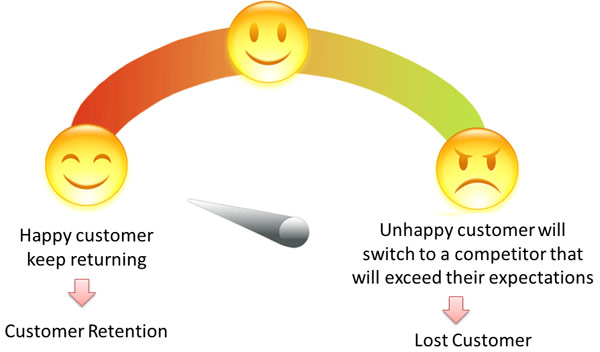 Happy customer
keep returning
Customer Retention
Unhappy customer will
switch to a competitor that
will exceed their expectations
Lost Customer